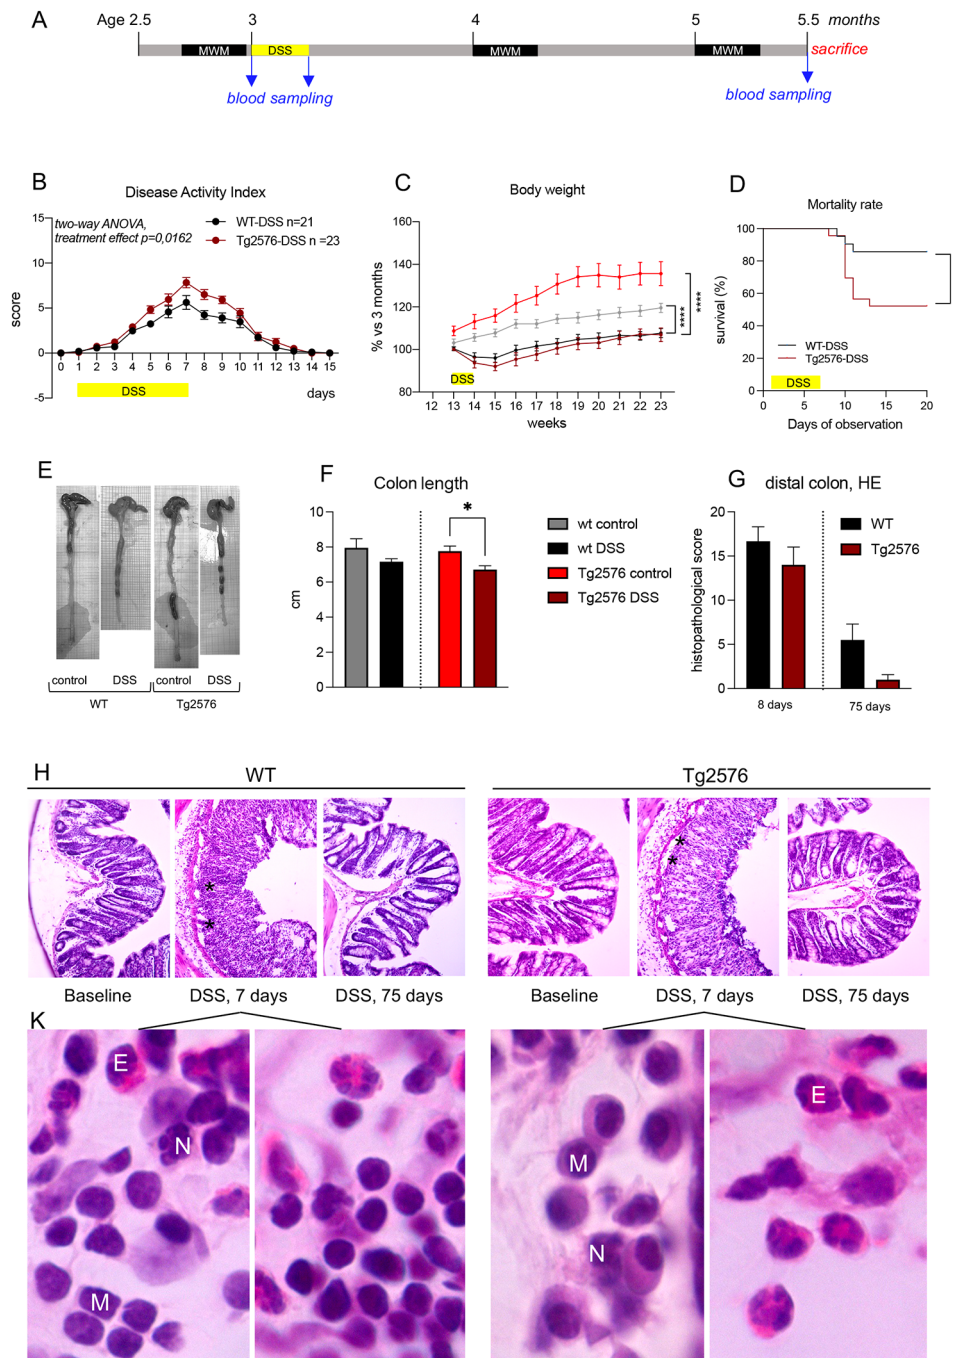 A
Age 2.5 3 4 5 5.5 months
MWM DSS MWM MWM sacrifice
blood sampling blood sampling
B
Disease Activity Index
two-way ANOVA,
treatment effect p=0,0162
WT-DSS n=21
Tg2576-DSS n =23
score
15
10
5
0
-5
0 1 2 3 4 5 6 7 8 9 10 11 12 13 14 15
DSS
days
C
Body weight
% vs 3 months
160
140
120
100
80
****
****
DSS
12 13 14 15 16 17 18 19 20 21 22 23
weeks
D
Mortality rate
survival (%)
100
80
60
40
20
0
WT-DSS
Tg2576-DSS
DSS
0 5 10 15 20
Days of observation
E
control DSS control DSS
WT Tg2576
F
Colon length
cm
10
8
6
4
2
0
*
wt control
wt DSS
Tg2576 control
Tg2576 DSS
G
distal colon, HE
histopathological score
20
15
10
5
0
WT
Tg2576
8 days 75 days
H
WT Tg2576
* *
* *
Baseline DSS, 7 days DSS, 75 days Baseline DSS, 7 days DSS, 75 days
K
E
N
M
M
N
E